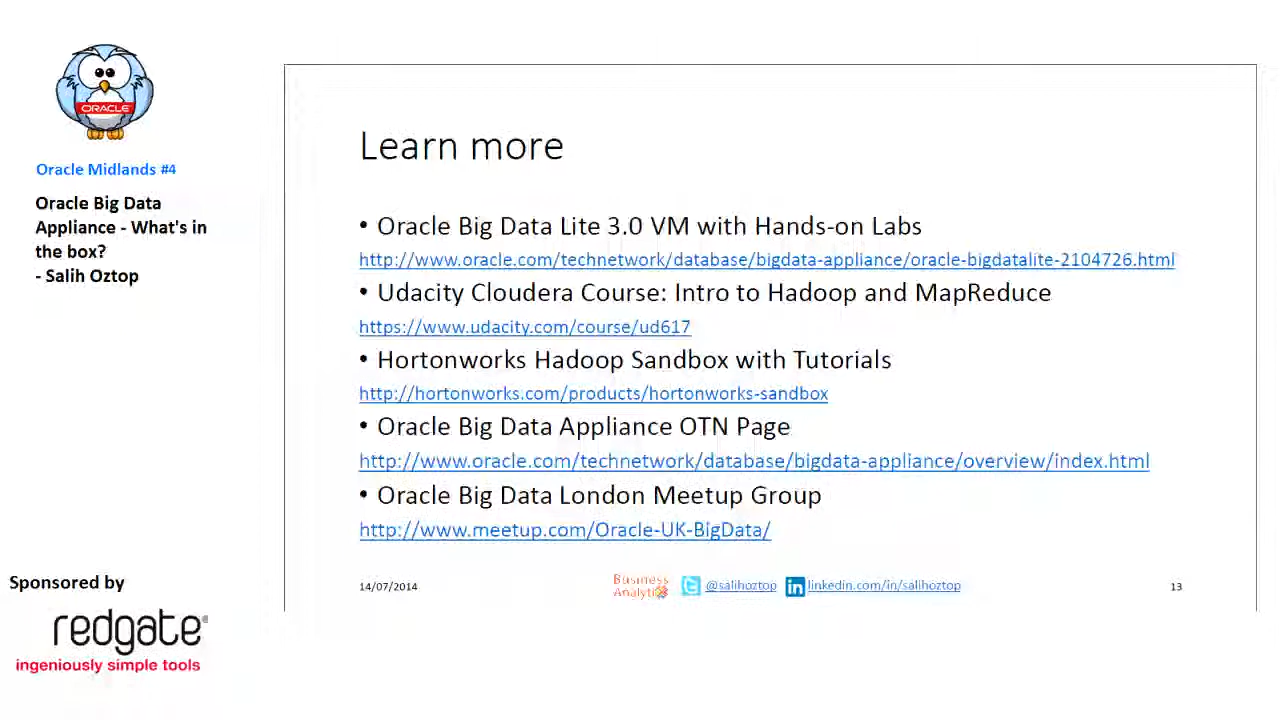 ORACLE
Oracle Midlands #4
Oracle Big Data
Appliance - What's in
the box?
- Salih Oztop
Learn more
• Oracle Big Data Lite 3.0 VM with Hands-on Labs
http://www.oracle.com/technetwork/database/bigdata-appliance/oracle-bigdatalite-2104726.html
• Udacity Cloudera Course: Intro to Hadoop and MapReduce
https://www.udacity.com/course/ud617
• Hortonworks Hadoop Sandbox with Tutorials
http://hortonworks.com/products/hortonworks-sandbox
• Oracle Big Data Appliance OTN Page
http://www.oracle.com/technetwork/database/bigdata-appliance/overview/index.html
• Oracle Big Data London Meetup Group
http://www.meetup.com/Oracle-UK-BigData/
14/07/2014
Business
Analytix
@salihoztop
linkedin.com/in/salihoztop
13
Sponsored by
redgate®
ingeniously simple tools